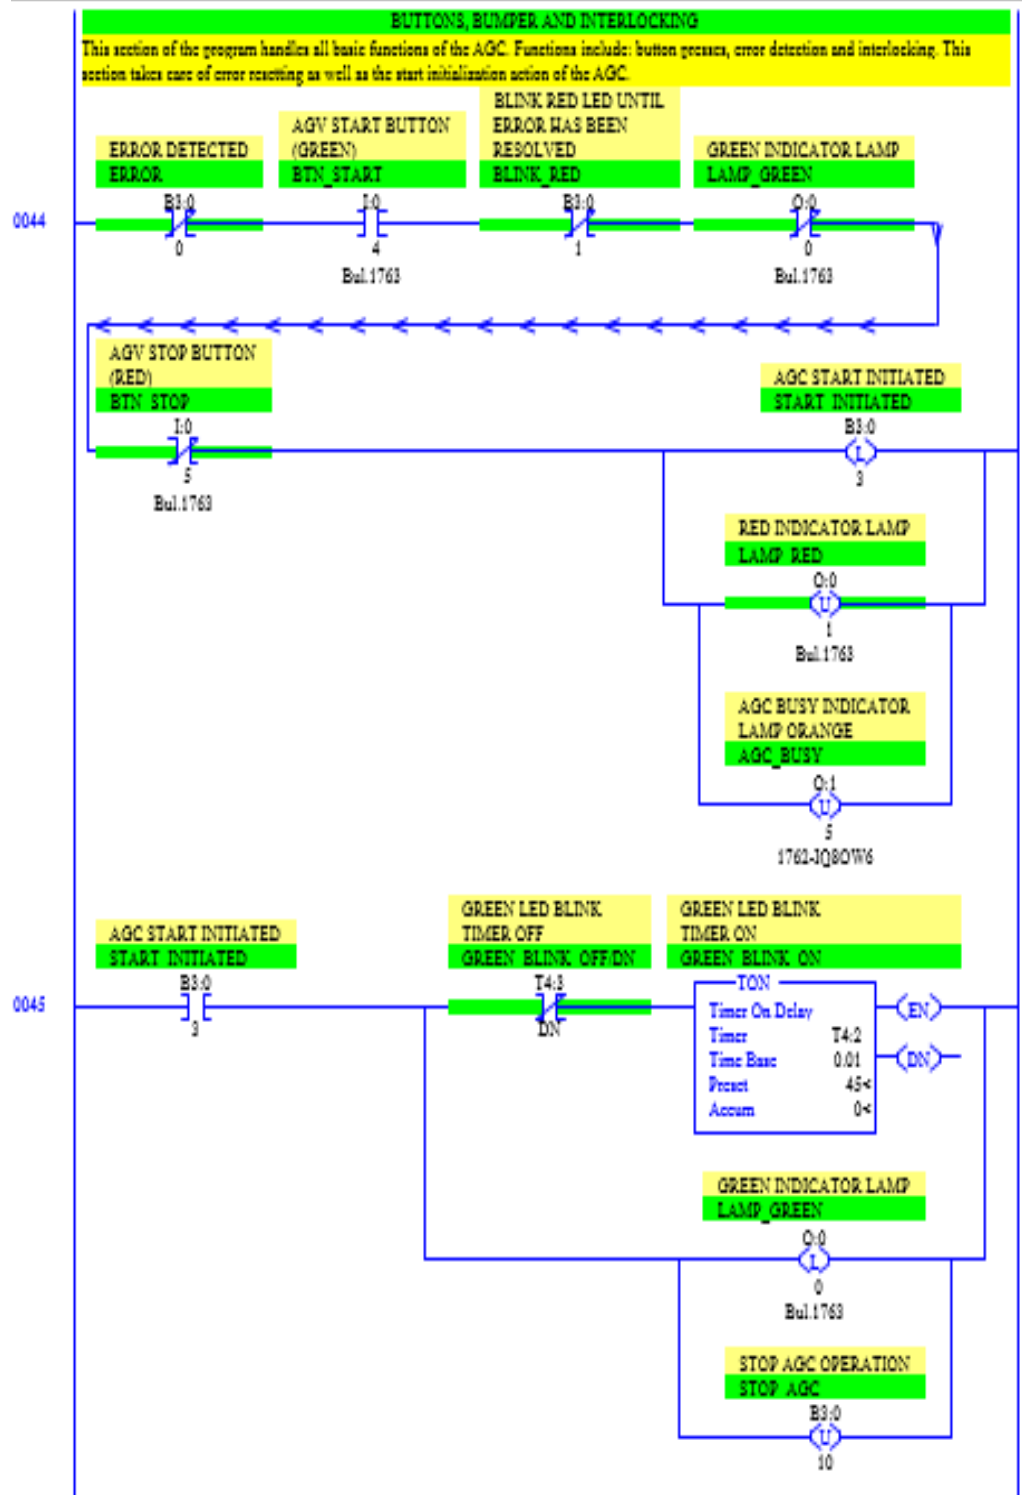 BUTTONS, BUMPER AND INTERLOCKING
This section of the program handles all basic functions of the AGC. Functions include: button presses, error detection and interlocking. This
section takes care of error resetting as well as the start initialization action of the AGC.
0044
ERROR DETECTED
ERROR
B3:0
0
AGV START BUTTON
(GREEN)
BTN_START
I:0
4
Bul.1763
BLINK RED LED UNTIL
ERROR HAS BEEN
RESOLVED
BLINK_RED
B3:0
1
GREEN INDICATOR LAMP
LAMP_GREEN
O:0
0
Bul.1763
AGV STOP BUTTON
(RED)
BTN_STOP
I:0
5
Bul.1763
AGC START INITIATED
START_INITIATED
B3:0
L
3
RED INDICATOR LAMP
LAMP_RED
O:0
U
1
Bul.1763
AGC BUSY INDICATOR
LAMP ORANGE
AGC_BUSY
O:1
U
5
1762-IQ8OW6
0045
AGC START INITIATED
START_INITIATED
B3:0
3
GREEN LED BLINK
TIMER OFF
GREEN_BLINK_OFF/DN
T4:3
DN
GREEN LED BLINK
TIMER ON
GREEN_BLINK_ON
TON
Timer On Delay
Timer T4:2
Time Base 0.01
Preset 45<
Accum 0<
EN
DN
GREEN INDICATOR LAMP
LAMP_GREEN
O:0
L
0
Bul.1763
STOP AGC OPERATION
STOP_AGC
B3:0
U
10